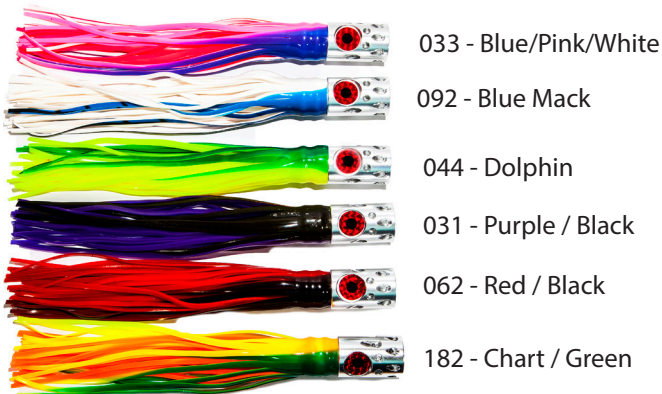 033 - Blue/Pink/White
092 - Blue Mack
044 - Dolphin
031 - Purple / Black
062 - Red / Black
182 - Chart / Green